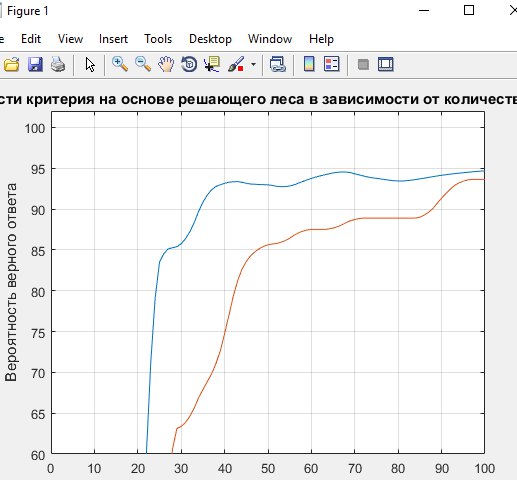 Figure 1
Edit View Insert Tools Desktop Window Help
сти критерия на основе решающего леса в зависимости от количеств
Вероятность верного ответа
100
95
90
85
80
75
70
65
60
0 10 20 30 40 50 60 70 80 90 100